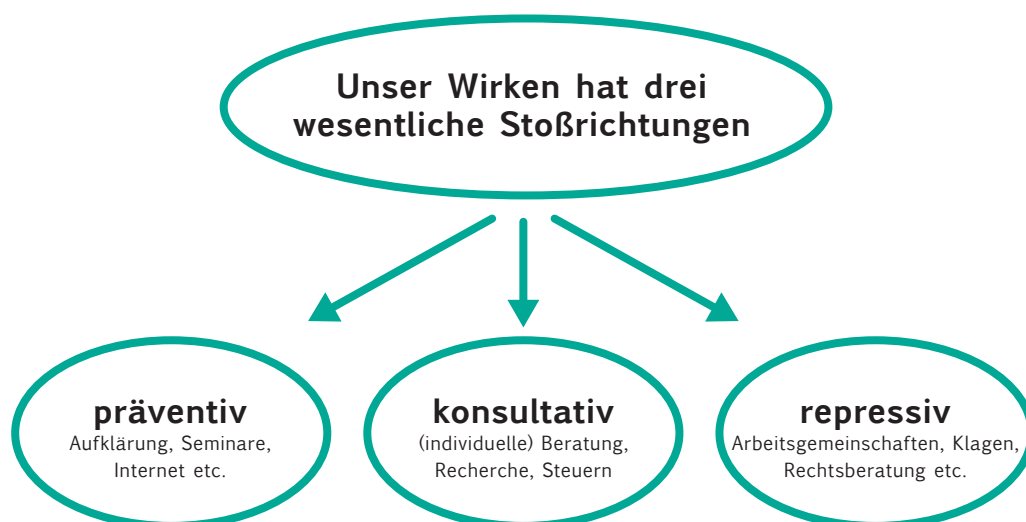 Unser Wirken hat drei
wesentliche Stoßrichtungen
präventiv
Aufklärung, Seminare,
Internet etc.
konsultativ
(individuelle) Beratung,
Recherche, Steuern
repressiv
Arbeitsgemeinschaften, Klagen,
Rechtsberatung etc.